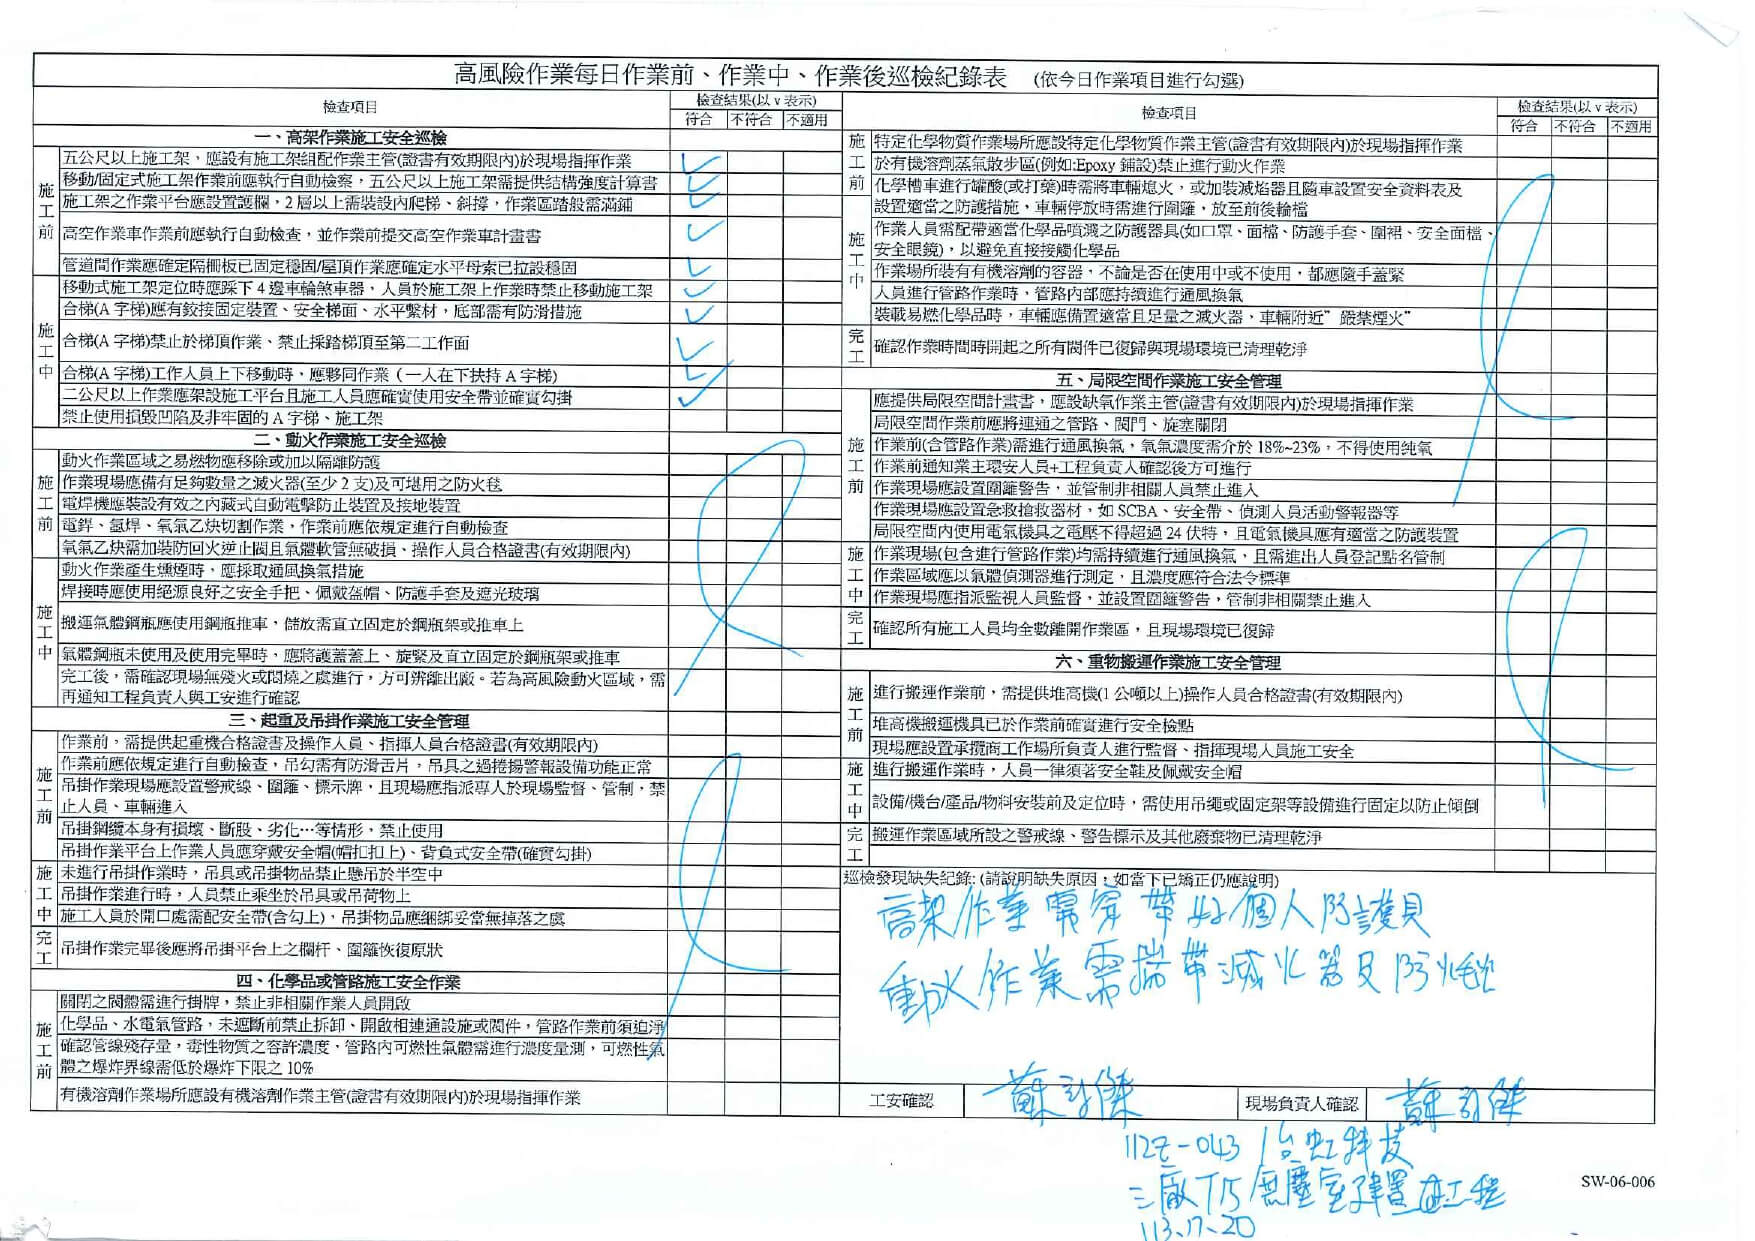 高風險作業每日作業前、作業中、作業後巡檢紀錄表 (依今日作業項目進行勾選)
檢查項目
檢查結果(以v表示)
符合 不符合 不適用
一、高架作業施工安全巡檢
施工前
五公尺以上施工架,應設有施工架組配作業主管(證書有效期限內)於現場指揮作業
移動/固定式施工架作業前應執行自動檢察,五公尺以上施工架需提供結構強度計算書
施工架之作業平台應設置護欄,2層以上需裝設內爬梯、斜撐,作業區踏般需滿鋪
高空作業車作業前應執行自動檢查,並作業前提交高空作業車計畫書
管道間作業應確定隔柵板已固定穩固/屋頂作業應確定水平母索已拉設穩固
施工中
移動式施工架定位時應踩下4邊車輪煞車器,人員於施工架上作業時禁止移動施工架
合梯(A字梯)應有鉸接固定裝置、安全梯面、水平繫材,底部需有防滑措施
合梯(A字梯)禁止於梯頂作業、禁止採踏梯頂至第二工作面
合梯(A字梯)工作人員上下移動時,應夥同作業(一人在下扶持A字梯)
二公尺以上作業應架設施工平台且施工人員應確實使用安全帶並確實勾掛
禁止使用損毀凹陷及非牢固的A字梯、施工架
二、動火作業施工安全巡檢
施工前
動火作業區域之易燃物應移除或加以隔離防護
作業現場應備有足夠數量之滅火器(至少2支)及可堪用之防火毯
電焊機應裝設有效之內藏式自動電擊防止裝置及接地裝置
電銲、氬焊、氧氣乙炔切割作業,作業前應依規定進行自動檢查
氧氣乙炔需加裝防回火逆止閥且氣體軟管無破損、操作人員合格證書(有效期限內)
施工中
動火作業產生燻煙時,應採取通風換氣措施
焊接時應使用絕源良好之安全手把、佩戴盔帽、防護手套及遮光玻璃
搬運氣體鋼瓶應使用鋼瓶推車,儲放需直立固定於鋼瓶架或推車上
氣體鋼瓶未使用及使用完畢時,應將護蓋蓋上、旋緊及直立固定於鋼瓶架或推車
完工後,需確認現場無殘火或悶燒之處進行,方可辨離出廠。若為高風險動火區域,需
再通知工程負責人與工安進行確認
三、起重及吊掛作業施工安全管理
施工前
作業前,需提供起重機合格證書及操作人員、指揮人員合格證書(有效期限內)
作業前應依規定進行自動檢查,吊勾需有防滑舌片,吊具之過捲揚警報設備功能正常
吊掛作業現場應設置警戒線、圍籬、標示牌,且現場應指派專人於現場監督、管制,禁
止人員、車輛進入
吊掛鋼纜本身有損壞、斷股、劣化…等情形,禁止使用
吊掛作業平台上作業人員應穿戴安全帽(帽扣扣上)、背負式安全帶(確實勾掛)
施工中
未進行吊掛作業時,吊具或吊掛物品禁止懸吊於半空中
吊掛作業進行時,人員禁止乘坐於吊具或吊荷物上
施工人員於開口處需配安全帶(含勾上),吊掛物品應綑綁妥當無掉落之虞
完工
吊掛作業完畢後應將吊掛平台上之欄杆、圍籬恢復原狀
四、化學品或管路施工安全作業
施工前
關閉之閥體需進行掛牌,禁止非相關作業人員開啟
化學品、水電氣管路,未遮斷前禁止拆卸、開啟相連通設施或閥件,管路作業前須迫淨
確認管線殘存量,毒性物質之容許濃度,管路內可燃性氣體需進行濃度量測,可燃性氣
體之爆炸界線需低於爆炸下限之10%
有機溶劑作業場所應設有機溶劑作業主管(證書有效期限內)於現場指揮作業
檢查項目
檢查結果(以v表示)
符合 不符合 不適用
施工前
特定化學物質作業場所應設特定化學物質作業主管(證書有效期限內)於現場指揮作業
於有機溶劑蒸氣散步區(例如:Epoxy鋪設)禁止進行動火作業
化學槽車進行罐酸(或打藥)時需將車輛熄火,或加裝滅焰器且隨車設置安全資料表及
設置適當之防護措施,車輛停放時需進行圍籬,放至前後輪檔
施工中
作業人員需配帶適當化學品噴濺之防護器具(如口罩、面檔、防護手套、圍裙、安全面檔、
安全眼鏡),以避免直接接觸化學品
作業場所裝有有機溶劑的容器,不論是否在使用中或不使用,都應隨手蓋緊
人員進行管路作業時,管路內部應持續進行通風換氣
裝載易燃化學品時,車輛應備置適當且足量之滅火器,車輛附近”嚴禁煙火”
完工
確認作業時間時開起之所有閥件已復歸與現場環境已清理乾淨
五、局限空間作業施工安全管理
施工前
應提供局限空間計畫書,應設缺氧作業主管(證書有效期限內)於現場指揮作業
局限空間作業前應將連通之管路、閥門、旋塞關閉
作業前(含管路作業)需進行通風換氣,氧氣濃度需介於18%~23%,不得使用純氧
作業前通知業主環安人員+工程負責人確認後方可進行
作業現場應設置圍籬警告,並管制非相關人員禁止進入
作業現場應設置急救搶救器材,如SCBA、安全帶、偵測人員活動警報器等
局限空間內使用電氣機具之電壓不得超過24伏特,且電氣機具應有適當之防護裝置
施工中
作業現場(包含進行管路作業)均需持續進行通風換氣,且需進出人員登記點名管制
作業區域應以氣體偵測器進行測定,且濃度應符合法令標準
作業現場應指派監視人員監督,並設置圍籬警告,管制非相關禁止進入
完工
確認所有施工人員均全數離開作業區,且現場環境已復歸
六、重物搬運作業施工安全管理
施工前
進行搬運作業前,需提供堆高機(1公噸以上)操作人員合格證書(有效期限內)
堆高機搬運機具已於作業前確實進行安全檢點
現場應設置承攬商工作場所負責人進行監督、指揮現場人員施工安全
施工中
進行搬運作業時,人員一律須著安全鞋及佩戴安全帽
設備/機台/產品/物料安裝前及定位時,需使用吊繩或固定架等設備進行固定以防止傾倒
完工
搬運作業區域所設之警戒線、警告標示及其他廢棄物已清理乾淨
巡檢發現缺失紀錄:(請說明缺失原因,如當下已矯正仍應說明)
高架作業需穿帶好個人防護具
動火作業需攜帶滅火器及防火毯
工安確認
現場負責人確認
112Z-043 台虹科技
三廠T15無塵室建置工程
113.11.20
SW-06-006